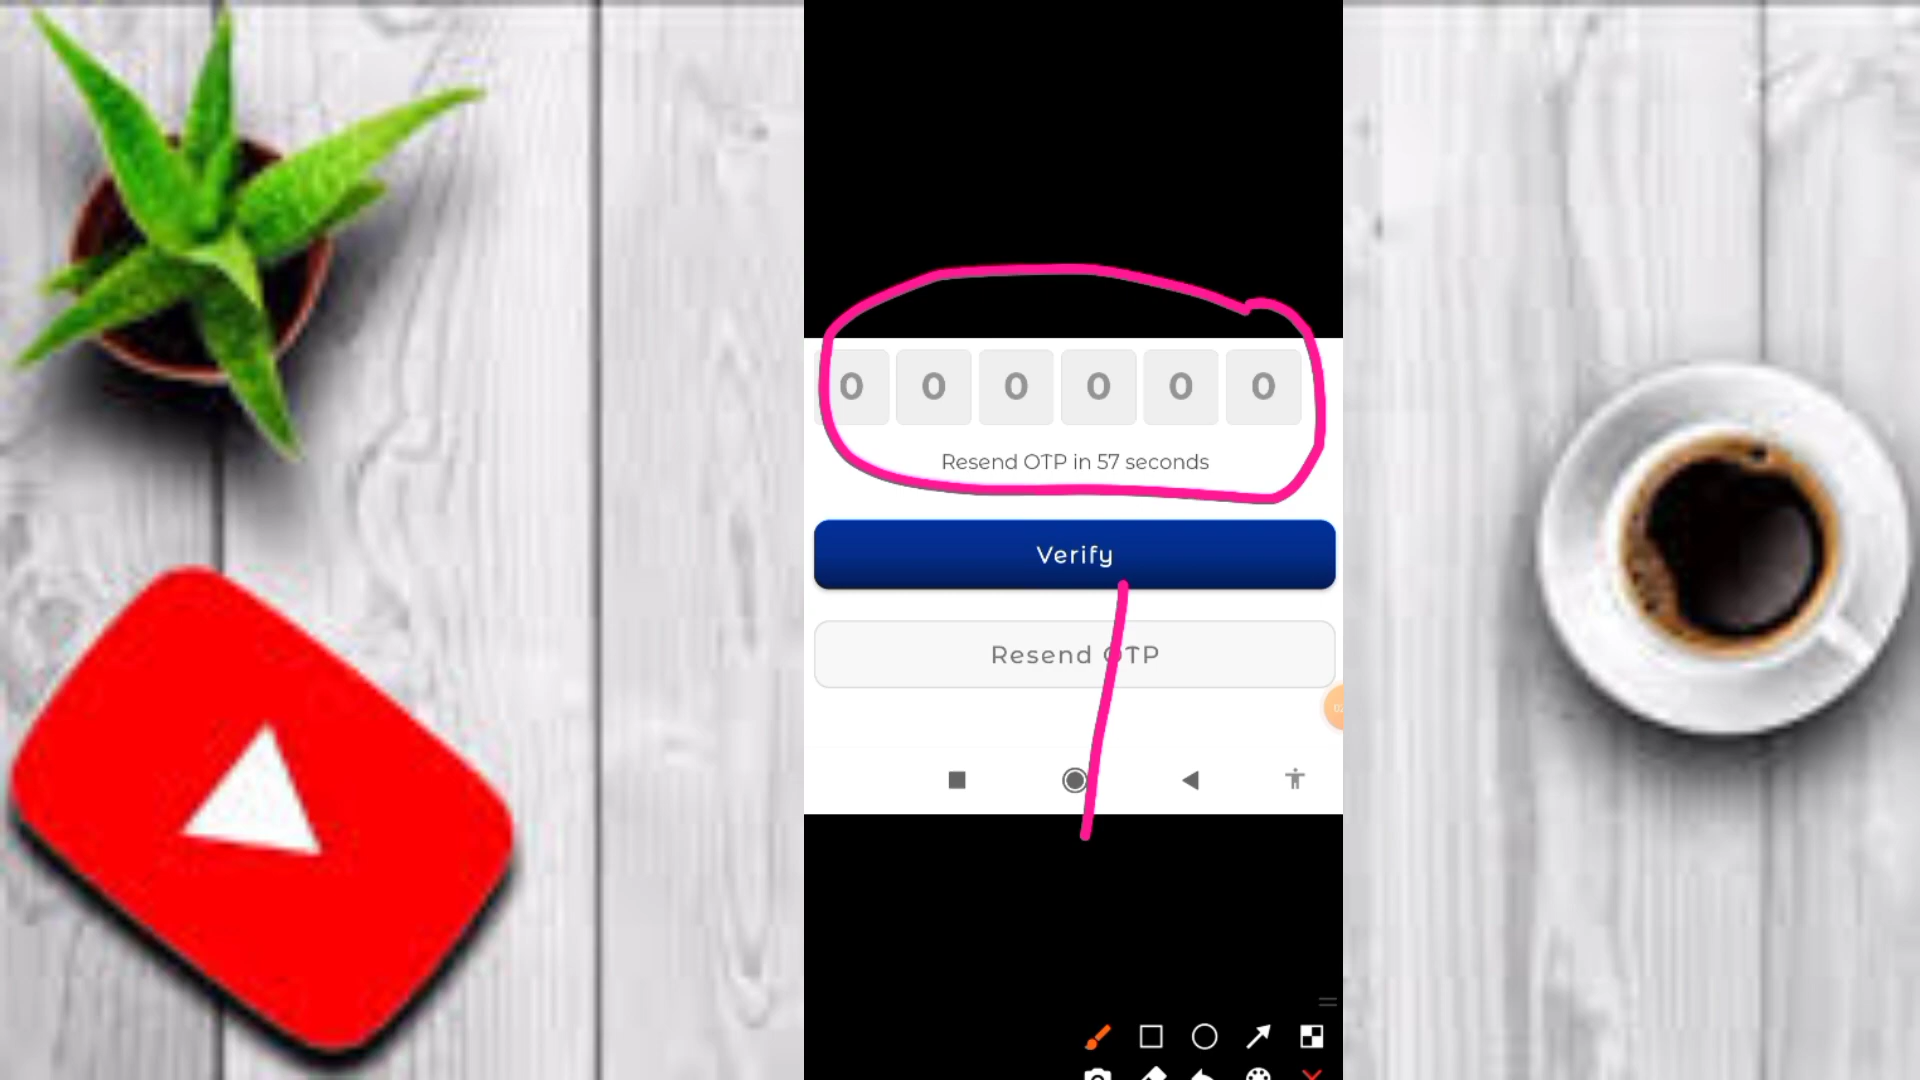 0 0 0 0 0 0
Resend OTP in 57 seconds
Verify
Resend OTP